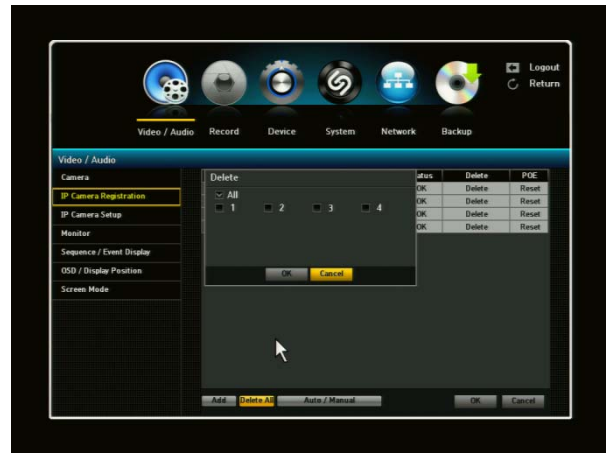 Logout
Return
Video / Audio Record Device System Network Backup
Video / Audio
Camera
IP Camera Registration
IP Camera Setup
Monitor
Sequence / Event Display
OSD / Display Position
Screen Mode
Delete
All
1 2 3 4
OK Cancel
atus Delete POE
OK Delete Reset
OK Delete Reset
OK Delete Reset
OK Delete Reset
Add Delete All Auto / Manual OK Cancel